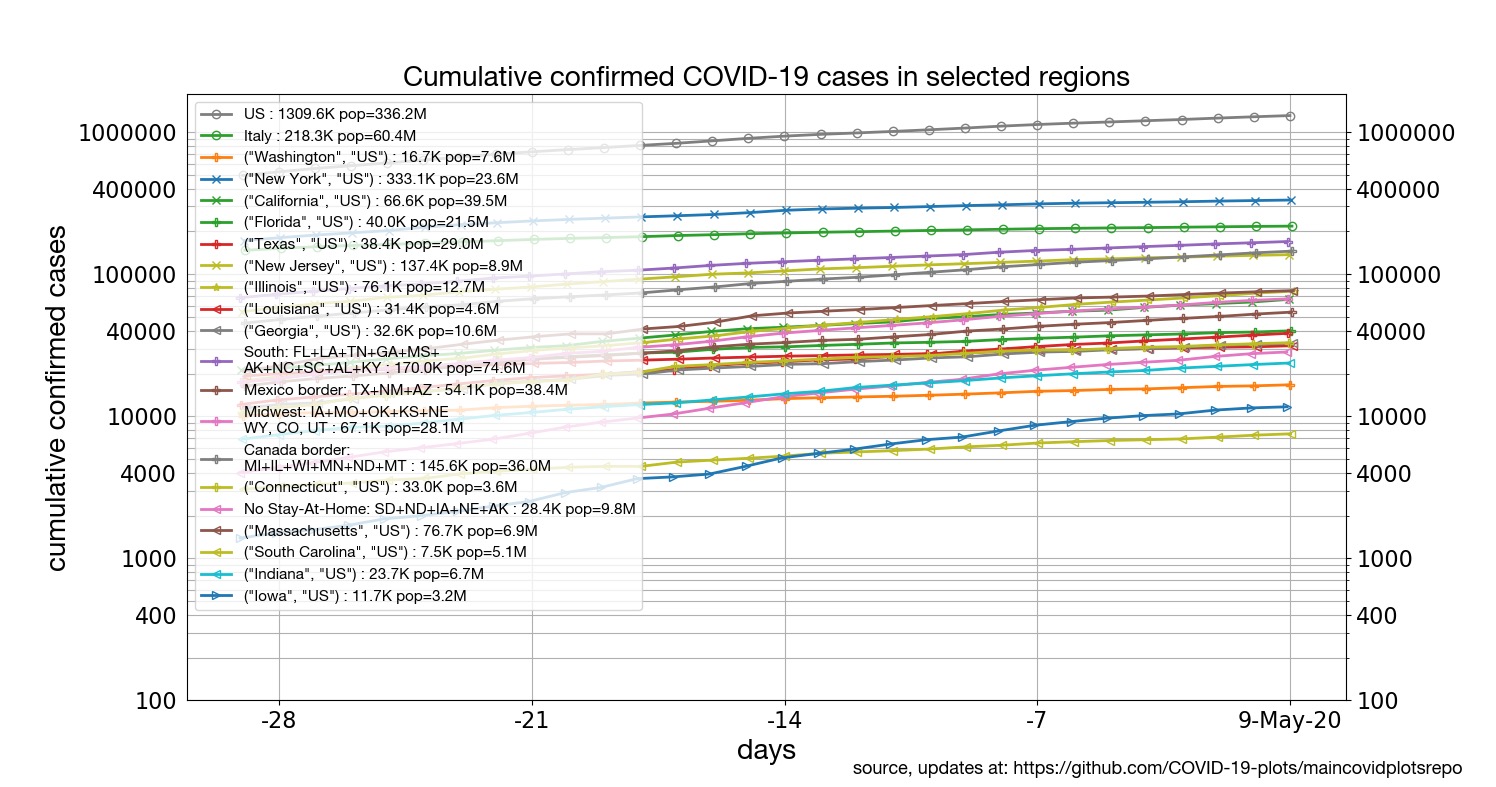 Cumulative confirmed COVID-19 cases in selected regions
cumulative confirmed cases
1000000
400000
100000
40000
10000
4000
1000
400
100
US : 1309.6K pop=336.2M
Italy : 218.3K pop=60.4M
("Washington", "US") : 16.7K pop=7.6M
("New York", "US") : 333.1K pop=23.6M
("California", "US") : 66.6K pop=39.5M
("Florida", "US") : 40.0K pop=21.5M
("Texas", "US") : 38.4K pop=29.0M
("New Jersey", "US") : 137.4K pop=8.9M
("Illinois", "US") : 76.1K pop=12.7M
("Louisiana", "US") : 31.4K pop=4.6M
("Georgia", "US") : 32.6K pop=10.6M
South: FL+LA+TN+GA+MS+
AK+NC+SC+AL+KY : 170.0K pop=74.6M
Mexico border: TX+NM+AZ : 54.1K pop=38.4M
Midwest: IA+MO+OK+KS+NE
WY, CO, UT : 67.1K pop=28.1M
Canada border:
MI+IL+WI+MN+ND+MT : 145.6K pop=36.0M
("Connecticut", "US") : 33.0K pop=3.6M
No Stay-At-Home: SD+ND+IA+NE+AK : 28.4K pop=9.8M
("Massachusetts", "US") : 76.7K pop=6.9M
("South Carolina", "US") : 7.5K pop=5.1M
("Indiana", "US") : 23.7K pop=6.7M
("Iowa", "US") : 11.7K pop=3.2M
1000000
400000
100000
40000
10000
4000
1000
400
100
-28
-21
-14
-7
9-May-20
days
source, updates at: https://github.com/COVID-19-plots/maincovidplotsrepo